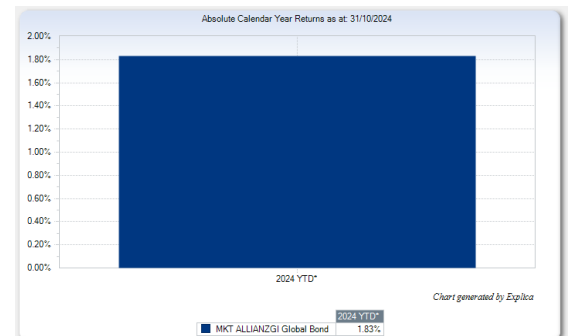 Absolute Calendar Year Returns as at: 31/10/2024
2.00%
1.80%
1.60%
1.40%
1.20%
1.00%
0.80%
0.60%
0.40%
0.20%
0.00%
2024 YTD*
Chart generated by Explica
2024 YTD*
MKT ALLIANZGI Global Bond 1.83%